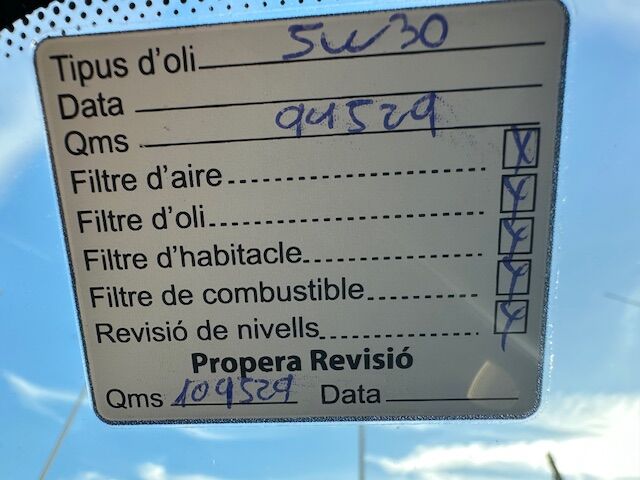 Tipus d'oli 5W30
Data
Qms 94529
Filtre d'aire X
Filtre d'oli X
Filtre d'habitacle X
Filtre de combustible X
Revisió de nivells X
Propera Revisió
Qms 109529 Data